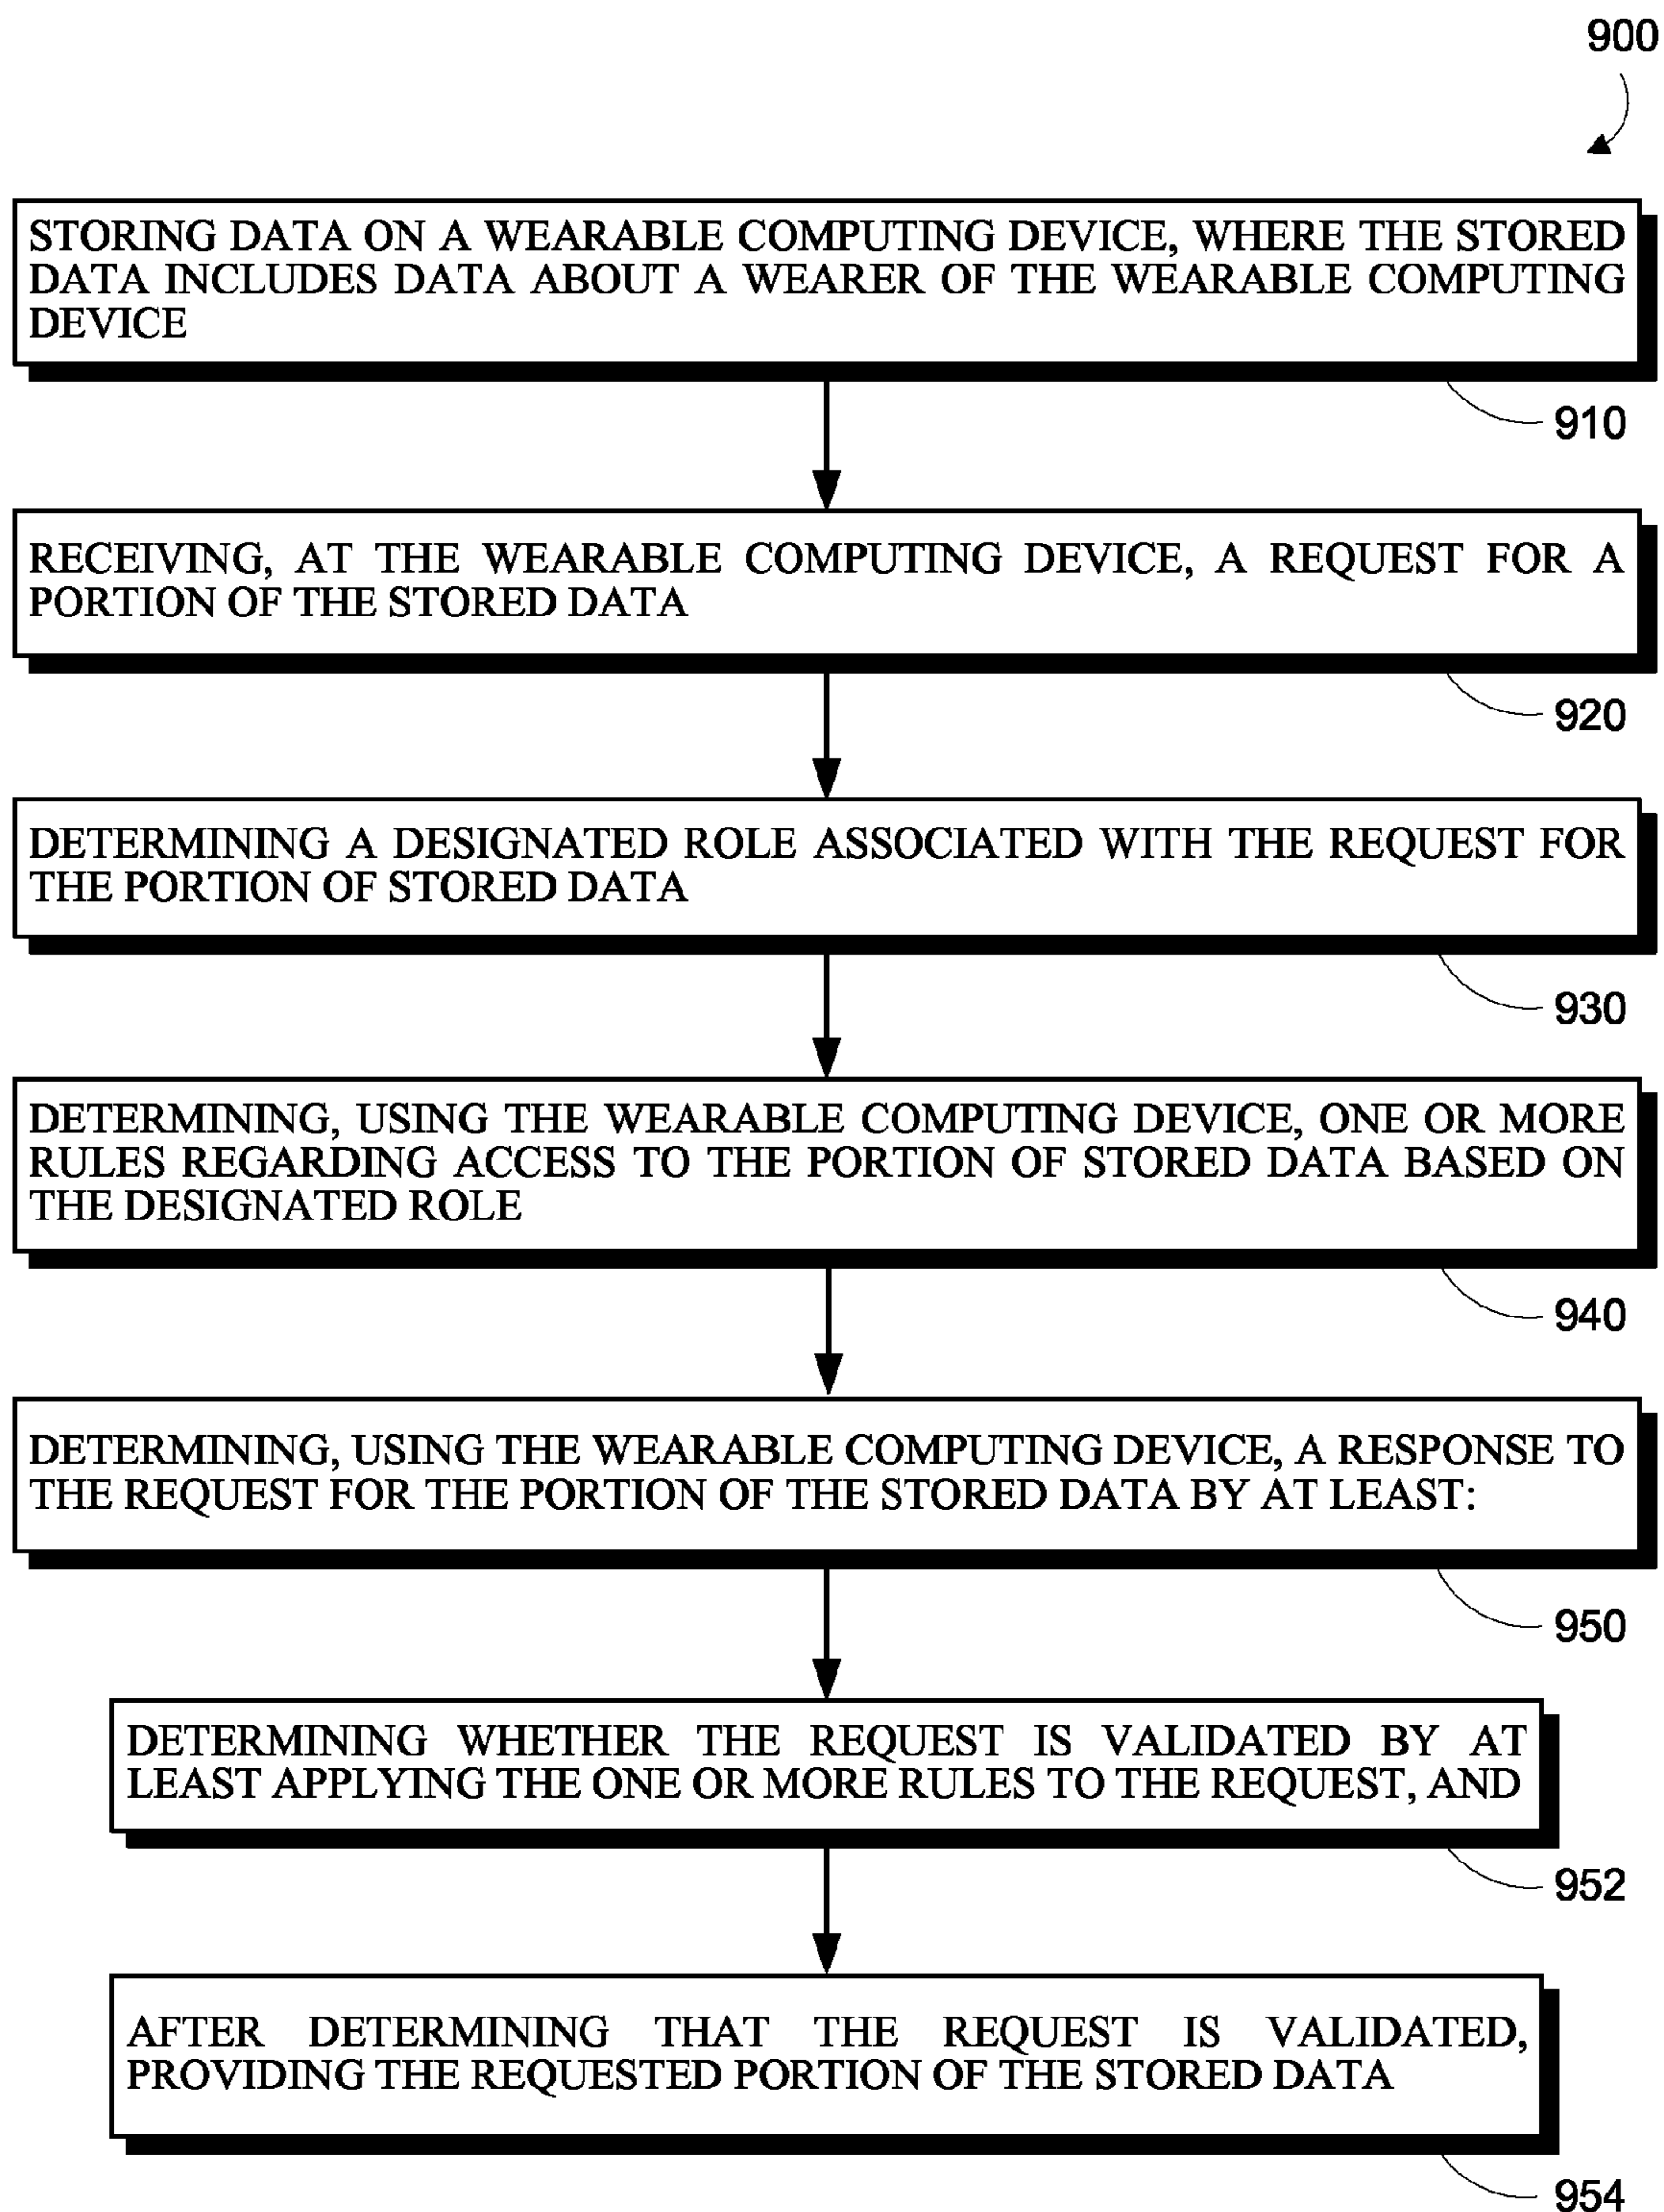 900
STORING DATA ON A WEARABLE COMPUTING DEVICE, WHERE THE STORED
DATA INCLUDES DATA ABOUT A WEARER OF THE WEARABLE COMPUTING
DEVICE
910
RECEIVING, AT THE WEARABLE COMPUTING DEVICE, A REQUEST FOR A
PORTION OF THE STORED DATA
920
DETERMINING A DESIGNATED ROLE ASSOCIATED WITH THE REQUEST FOR
THE PORTION OF STORED DATA
930
DETERMINING, USING THE WEARABLE COMPUTING DEVICE, ONE OR MORE
RULES REGARDING ACCESS TO THE PORTION OF STORED DATA BASED ON
THE DESIGNATED ROLE
940
DETERMINING, USING THE WEARABLE COMPUTING DEVICE, A RESPONSE TO
THE REQUEST FOR THE PORTION OF THE STORED DATA BY AT LEAST:
950
DETERMINING WHETHER THE REQUEST IS VALIDATED BY AT
LEAST APPLYING THE ONE OR MORE RULES TO THE REQUEST, AND
952
AFTER DETERMINING THAT THE REQUEST IS VALIDATED,
PROVIDING THE REQUESTED PORTION OF THE STORED DATA
954